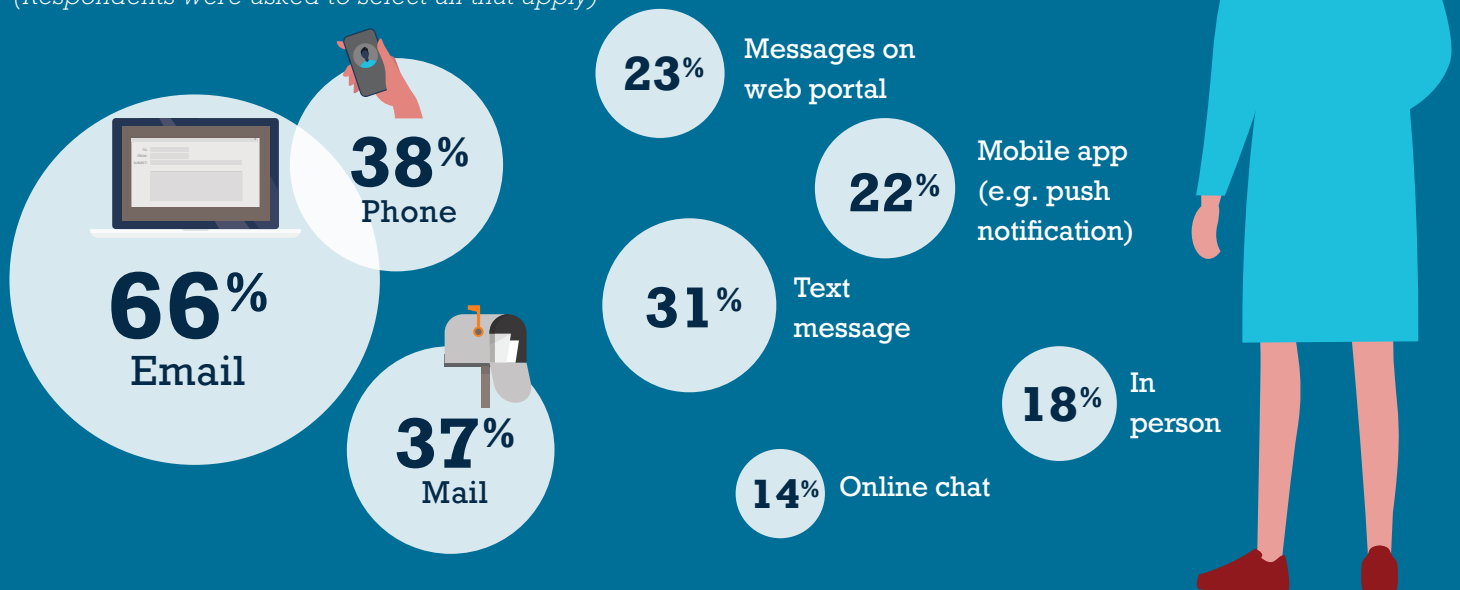 (Respondents were asked to select all that apply)
38%
Phone
66%
Email
37%
Mail
23%
Messages on
web portal
22%
Mobile app
(e.g. push
notification)
31%
Text
message
18%
In
person
14%
Online chat